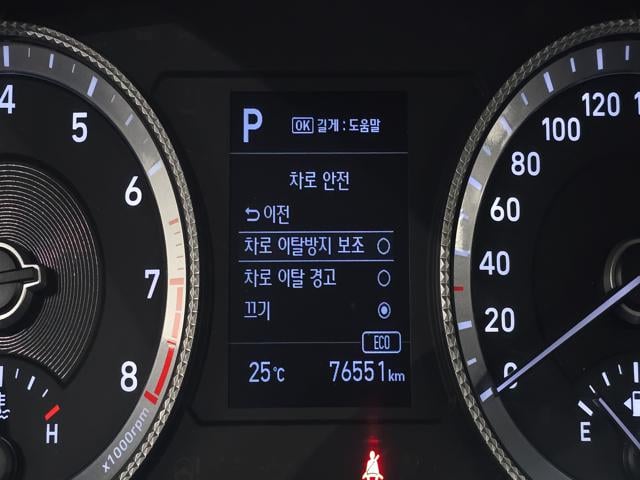 4
5
6
7
8
x1000rpm
H
P
OK 길게 : 도움말
차로 안전
이전
차로 이탈방지 보조
차로 이탈 경고
끄기
ECO
25℃ 76551 km
120
100
80
60
40
20
0
E